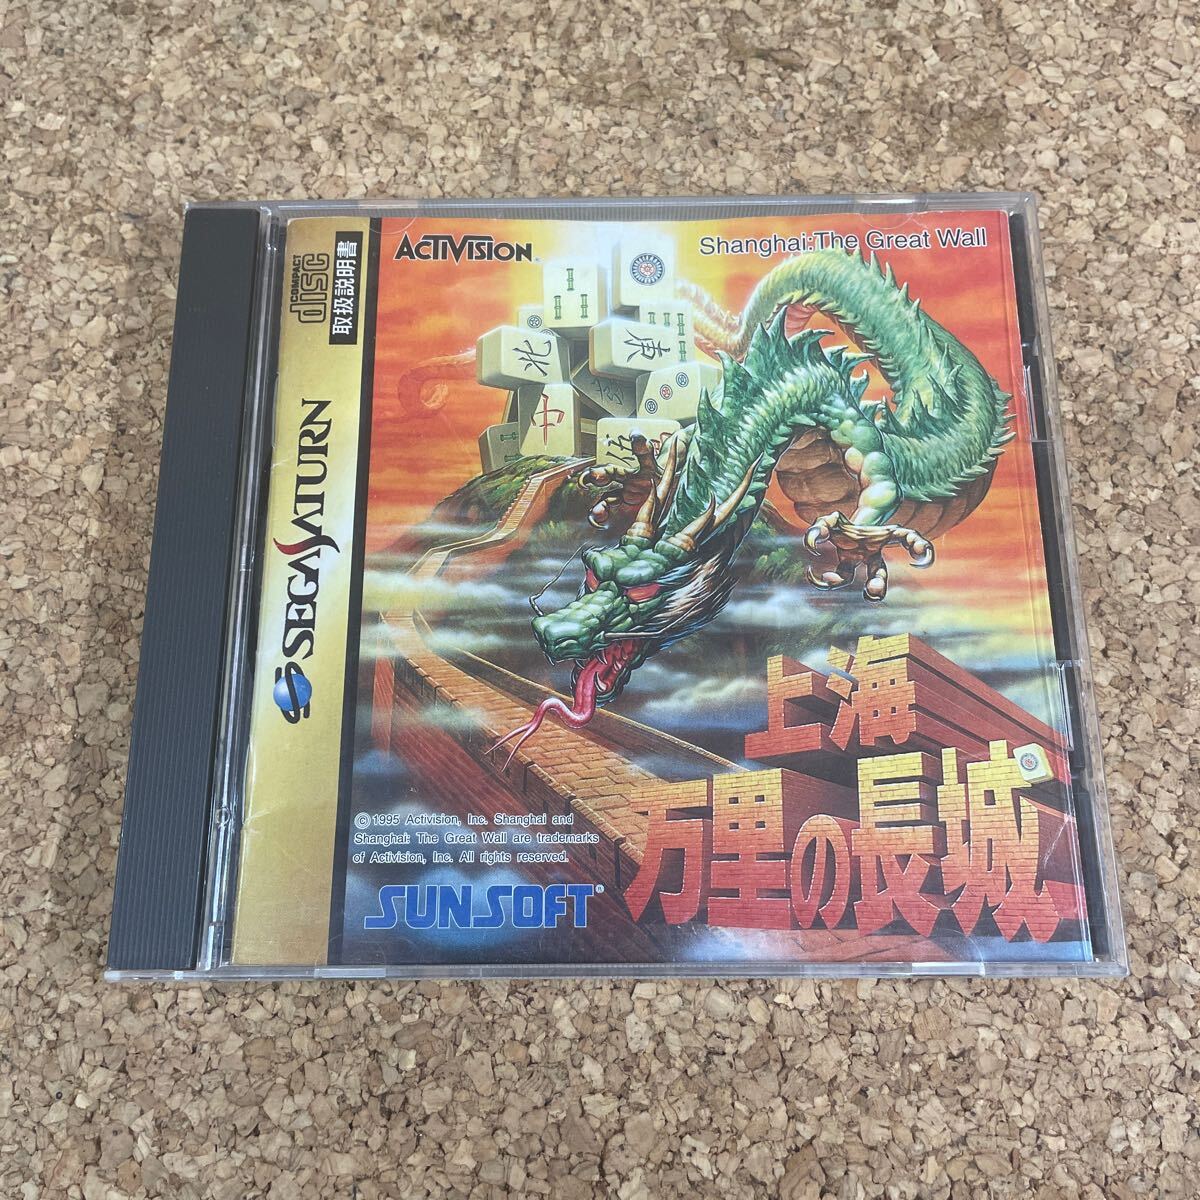 COMPACT
disc
取扱説明書
SEGA SATURN
ACTIVISION.
Shanghai:The Great Wall
北
東
中
伍
上海
万里の長城
© 1995 Activision, Inc. Shanghai and
Shanghai: The Great Wall are trademarks
of Activision, Inc. All rights reserved.
SUNSOFT®